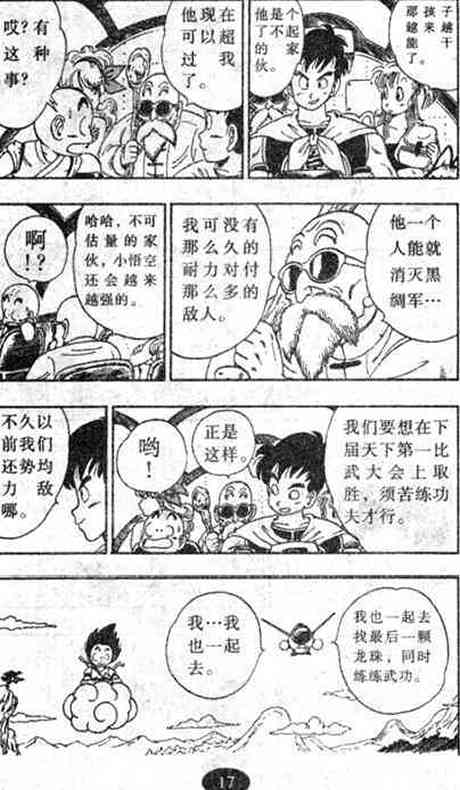 那孩子
越来越
能干
了。
他是个
了不起
的家
伙。
他现在
可以超
过我
了。
哎？有
这种
事？
他一个
人能就
消灭黑
绸军…
我可没有
那么久的
耐力对付
那么多的
敌人。
哈哈，不可
估量的家
伙，小悟空
还会越来
越强的。
啊
！？
我们要想在下
届天下第一比
武大会上取
胜，须苦练功
夫才行。
正是
这样。
哟
！
不久以
前我们
还势均
力敌
哪。
我也一起去
找最后一颗
龙珠，同时
练练武功。
我…我
也一起
去。
17